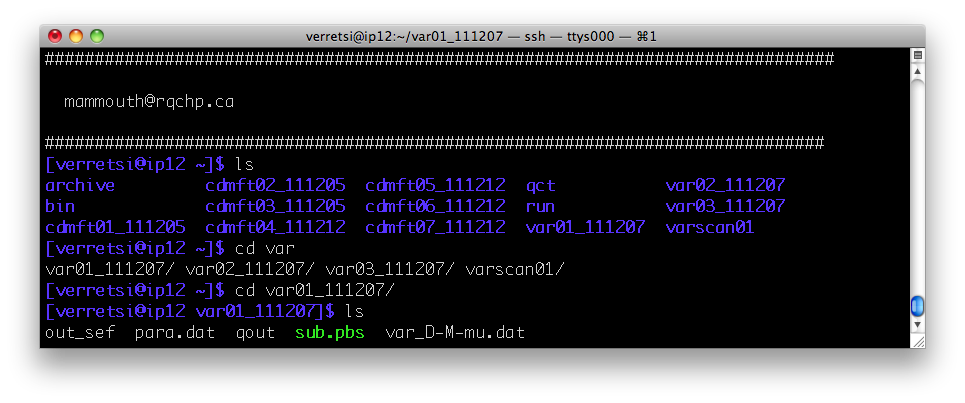 verretsi@ip12:~/var01_111207 — ssh — ttys000 — ⌘1
###############################################################################
mammouth@rqchp.ca
##############################################################################
[verretsi@ip12 ~]$ ls
archive cdmft02_111205 cdmft05_111212 qct var02_111207
bin cdmft03_111205 cdmft06_111212 run var03_111207
cdmft01_111205 cdmft04_111212 cdmft07_111212 var01_111207 varscan01
[verretsi@ip12 ~]$ cd var
var01_111207/ var02_111207/ var03_111207/ varscan01/
[verretsi@ip12 ~]$ cd var01_111207/
[verretsi@ip12 var01_111207]$ ls
out_sef para.dat qout sub.pbs var_D-M-mu.dat